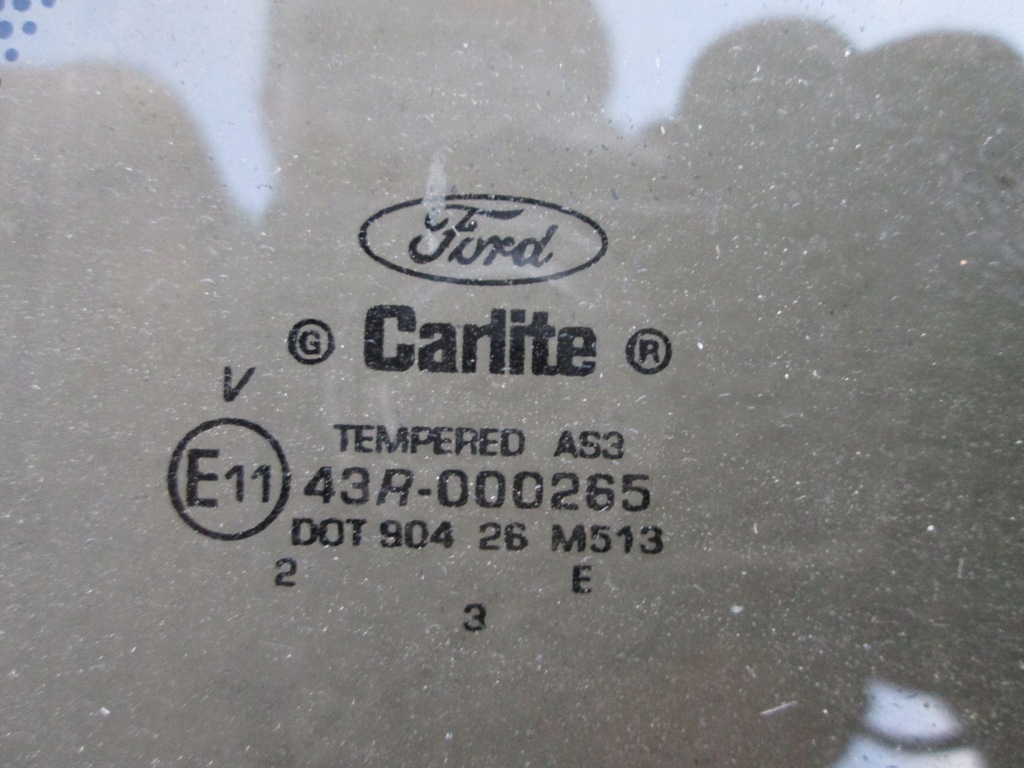 Ford
G Carlite ®
V
TEMPERED AS3
E11 43R-000265
DOT 904 26 M513
2 E
3